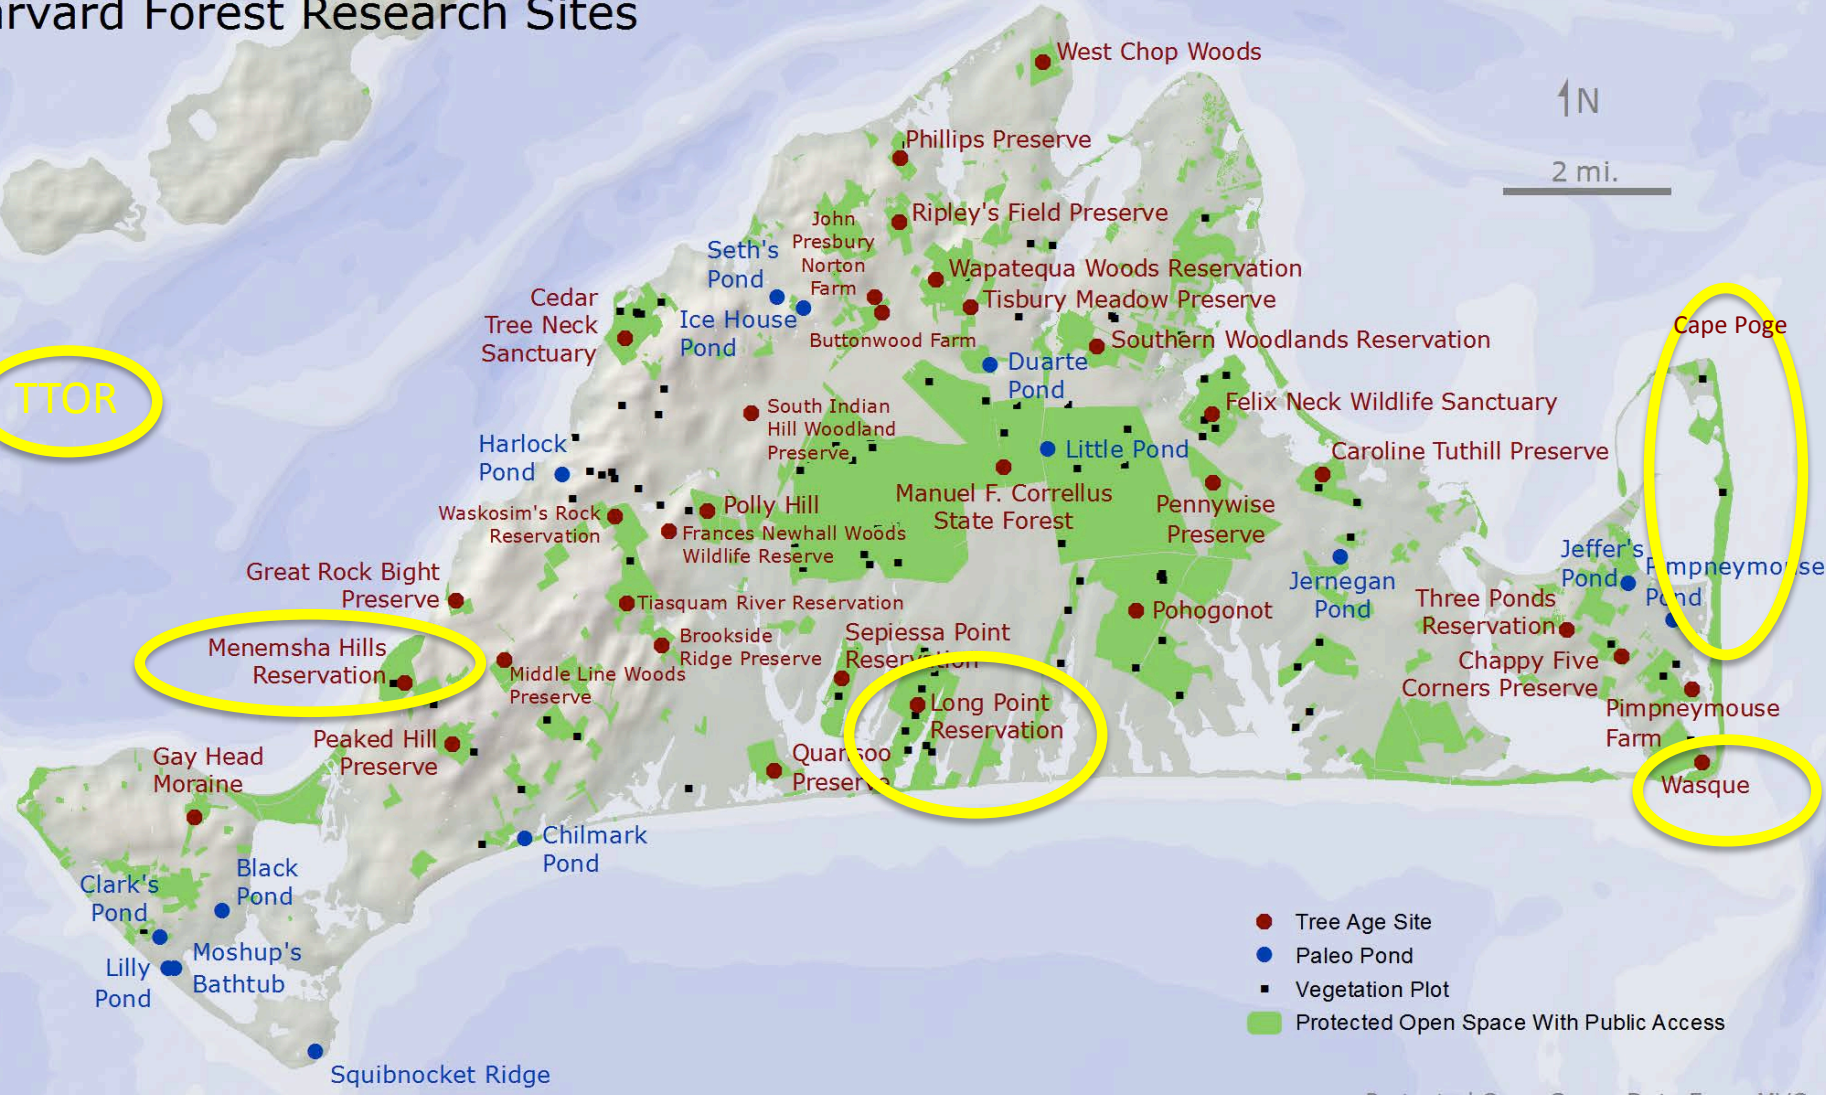 rvard Forest Research Sites
West Chop Woods
N
2 mi.
Phillips Preserve
Ripley's Field Preserve
John
Presbury
Norton
Farm
Seth's
Pond
Wapatequa Woods Reservation
Tisbury Meadow Preserve
Cedar
Tree Neck
Sanctuary
Ice House
Pond
Buttonwood Farm
Southern Woodlands Reservation
Cape Poge
Duarte
Pond
TTOR
South Indian
Hill Woodland
Preserve
Felix Neck Wildlife Sanctuary
Harlock
Pond
Little Pond
Caroline Tuthill Preserve
Waskosim's Rock
Reservation
Polly Hill
Frances Newhall Woods
Wildlife Reserve
Manuel F. Correllus
State Forest
Pennywise
Preserve
Great Rock Bight
Preserve
Tiasquam River Reservation
Jernegan
Pond
Jeffer's
Pond
Pimpneymouse
Pond
Pohogonot
Three Ponds
Reservation
Menemsha Hills
Reservation
Brookside
Ridge Preserve
Sepiessa Point
Reservation
Middle Line Woods
Preserve
Chappy Five
Corners Preserve
Long Point
Reservation
Pimpneymouse
Farm
Peaked Hill
Preserve
Quansoo
Preserve
Gay Head
Moraine
Wasque
Chilmark
Pond
Black
Pond
Clark's
Pond
Moshup's
Bathtub
Lilly
Pond
Squibnocket Ridge
Tree Age Site
Paleo Pond
Vegetation Plot
Protected Open Space With Public Access